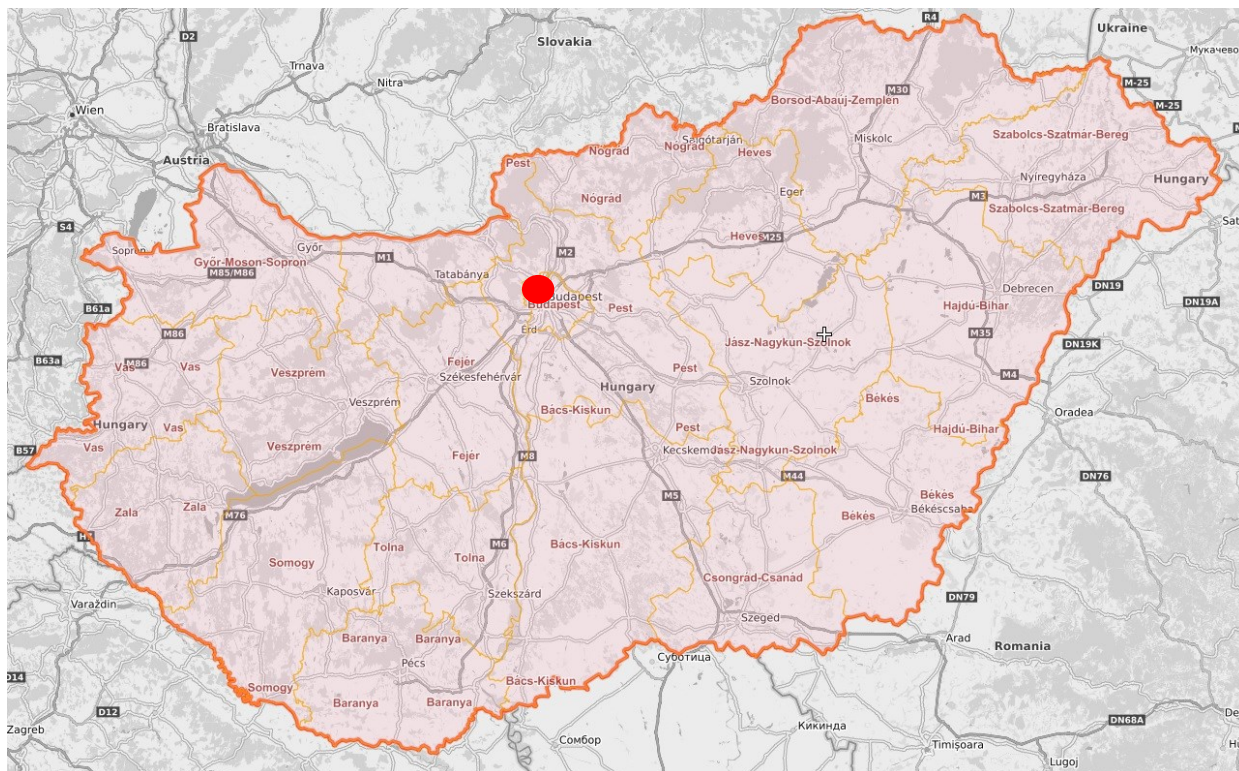 R4
D2
Slovakia
Ukraine
Мукачево
Trnava
Nitra
M-25
M30
Borsod-Abaúj-Zemplén
M-25
Wien
Bratislava
Salgótarján
Miskolc
Szabolcs-Szatmár-Bereg
Nógrád
Nógrád
Heves
Austria
Pest
Nyíregyháza
Hungary
Eger
M3
Nógrád
Szabolcs-Szatmár-Bereg
S4
Heves
M25
Sopron
Győr
M2
M1
Győr-Moson-Sopron
M85/M86
Tatabánya
DN19
Debrecen
Budapest
Budapest
Pest
DN19A
Hajdú-Bihar
B61a
Érd
M86
M35
Jász-Nagykun-Szolnok
DN19K
B63a
M86
Vas
Vas
Fejér
Veszprém
Pest
M4
Székesfehérvár
Szolnok
Hungary
Veszprém
Békés
Bács-Kiskun
Oradea
Hungary
Vas
Pest
Hajdú-Bihar
Vas
Veszprém
B57
Fejér
M8
Kecskemét
Jász-Nagykun-Szolnok
M44
DN76
M5
Békés
Zala
Zala
M76
Békéscsaba
Békés
M6
Bács-Kiskun
Tolna
Tolna
Somogy
Csongrád-Csanád
Kaposvár
Szekszárd
DN79
Varaždin
Szeged
Baranya
Baranya
Arad
Romania
Pécs
Суботица
D14
Somogy
Bács-Kiskun
Baranya
Baranya
D12
DN68A
Zagreb
Кикинда
Сомбор
Timișoara
Lugoj